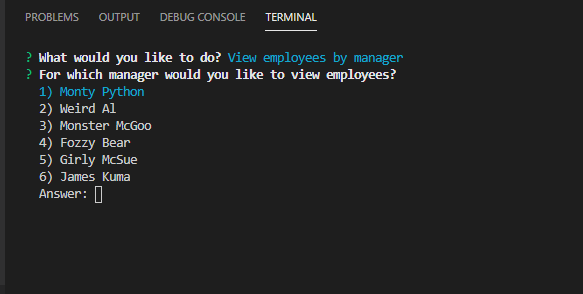 PROBLEMS OUTPUT DEBUG CONSOLE TERMINAL
? What would you like to do? View employees by manager
? For which manager would you like to view employees?
1) Monty Python
2) Weird Al
3) Monster McGoo
4) Fozzy Bear
5) Girly McSue
6) James Kuma
Answer: